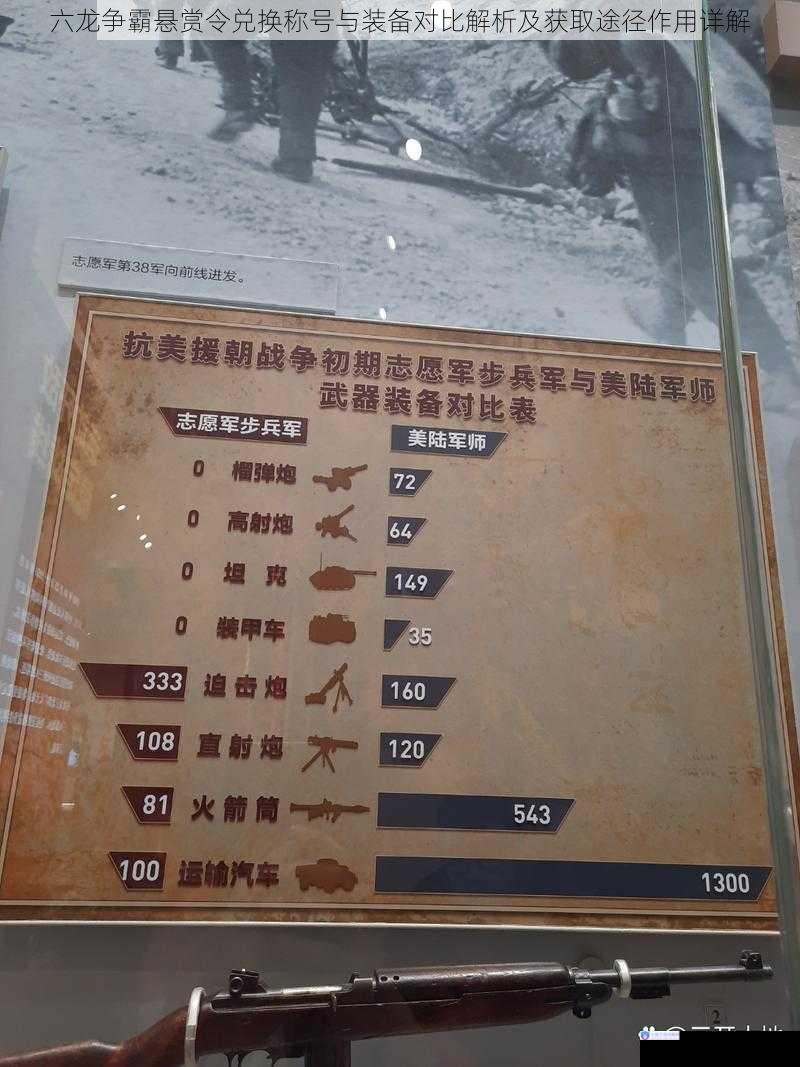 六龙争霸悬赏令兑换称号与装备对比解析及获取途径作用详解
志愿军第38军向前线进发。
抗美援朝战争初期志愿军步兵军与美陆军师
武器装备对比表
志愿军步兵军 美陆军师
0 榴弹炮 72
0 高射炮 64
0 坦克 149
0 装甲车 35
333 迫击炮 160
108 直射炮 120
81 火箭筒 543
100 运输汽车 1300
2